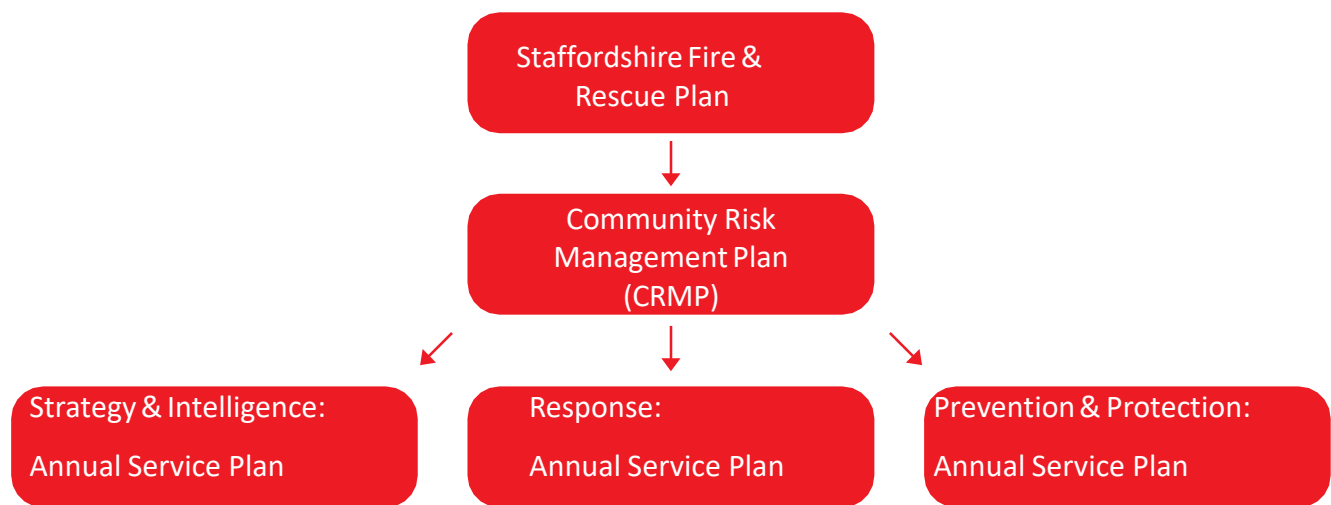 Staffordshire Fire &
Rescue Plan
Community Risk
Management Plan
(CRMP)
Strategy & Intelligence:
Annual Service Plan
Response:
Annual Service Plan
Prevention & Protection:
Annual Service Plan